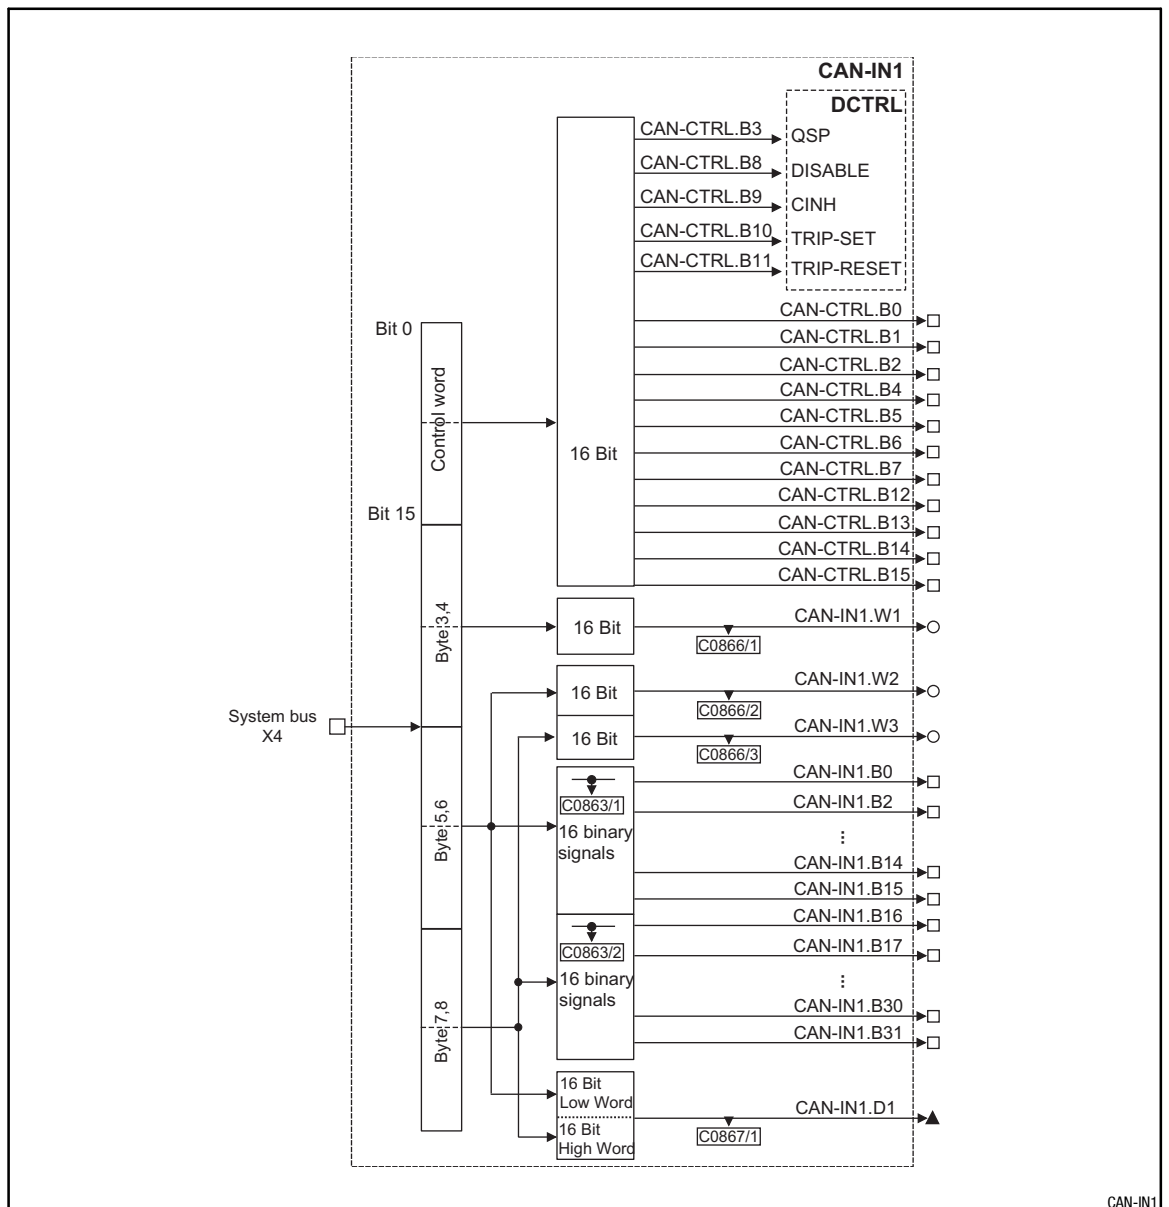 CAN-IN1
DCTRL
CAN-CTRL.B3
QSP
CAN-CTRL.B8
DISABLE
CAN-CTRL.B9
CINH
CAN-CTRL.B10
TRIP-SET
CAN-CTRL.B11
TRIP-RESET
CAN-CTRL.B0
Bit 0
CAN-CTRL.B1
CAN-CTRL.B2
CAN-CTRL.B4
Control word
CAN-CTRL.B5
CAN-CTRL.B6
16 Bit
CAN-CTRL.B7
CAN-CTRL.B12
Bit 15
CAN-CTRL.B13
CAN-CTRL.B14
CAN-CTRL.B15
Byte 3,4
16 Bit
CAN-IN1.W1
C0866/1
16 Bit
CAN-IN1.W2
C0866/2
System bus
X4
16 Bit
CAN-IN1.W3
C0866/3
CAN-IN1.B0
C0863/1
CAN-IN1.B2
Byte 5,6
16 binary
signals
...
CAN-IN1.B14
CAN-IN1.B15
CAN-IN1.B16
C0863/2
CAN-IN1.B17
16 binary
signals
...
CAN-IN1.B30
Byte 7,8
CAN-IN1.B31
16 Bit
Low Word
CAN-IN1.D1
16 Bit
High Word
C0867/1
CAN-IN1